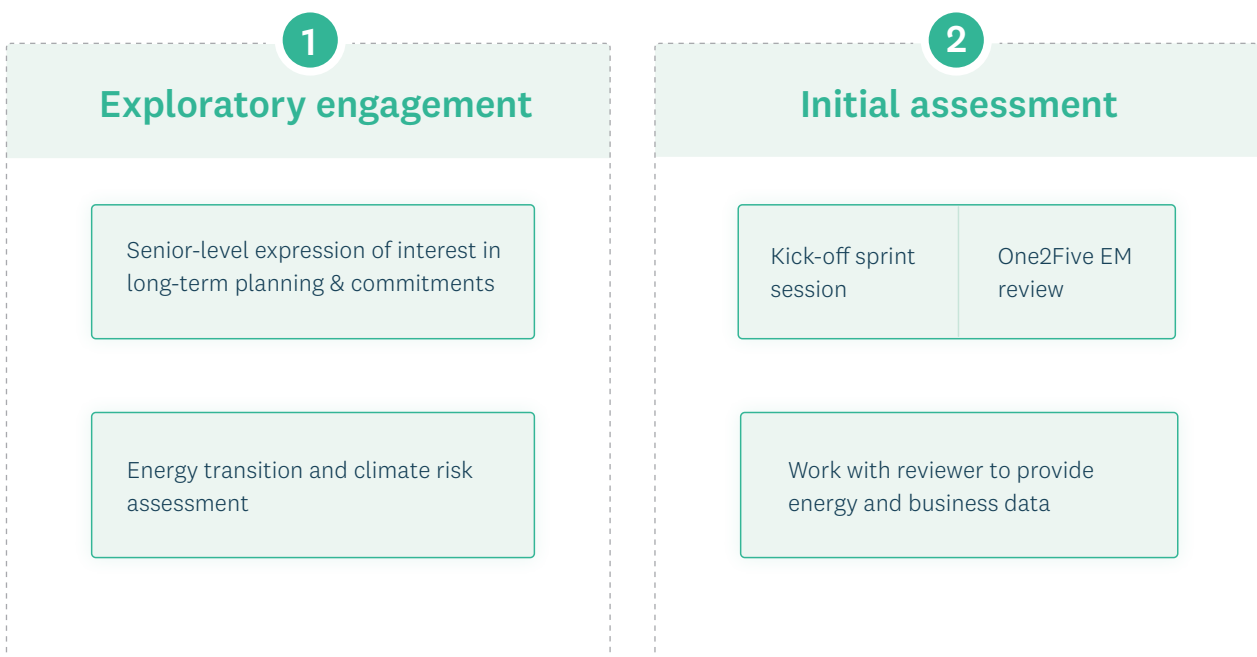 1
Exploratory engagement
Senior-level expression of interest in
long-term planning & commitments
Energy transition and climate risk
assessment
2
Initial assessment
Kick-off sprint
session
One2Five EM
review
Work with reviewer to provide
energy and business data